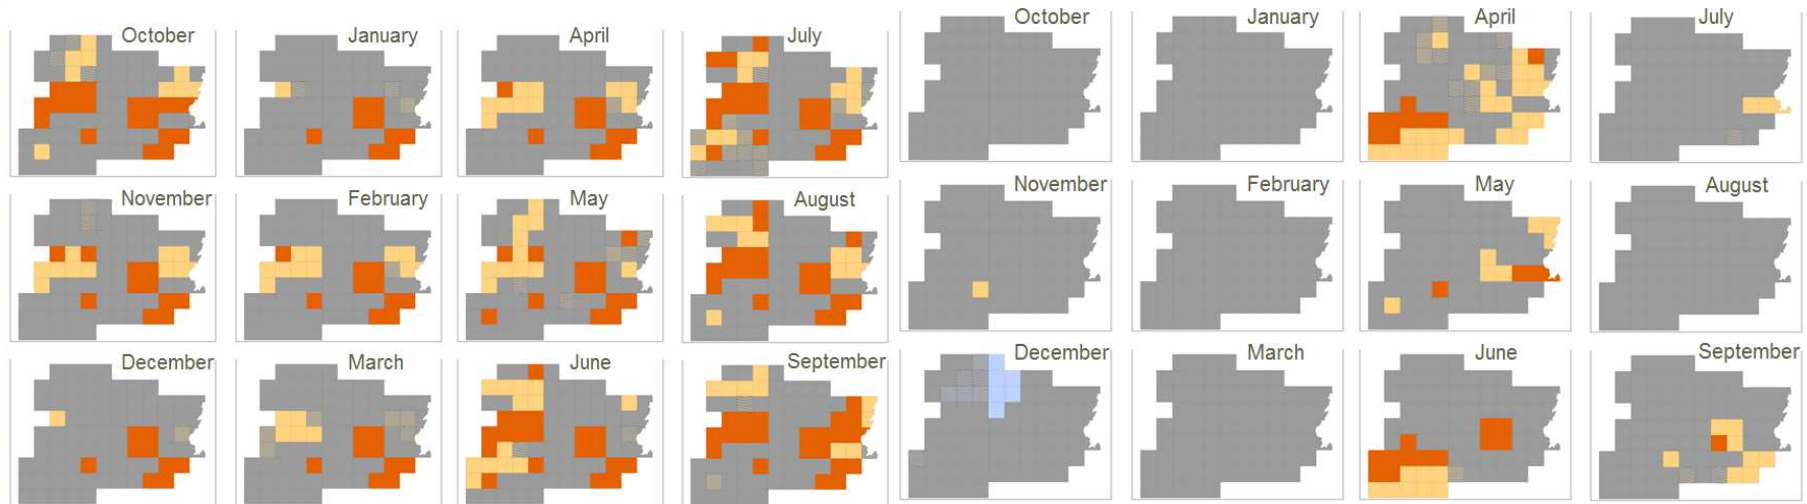 October January April July October January April July
November February May August November February May August
December March June September December March June September